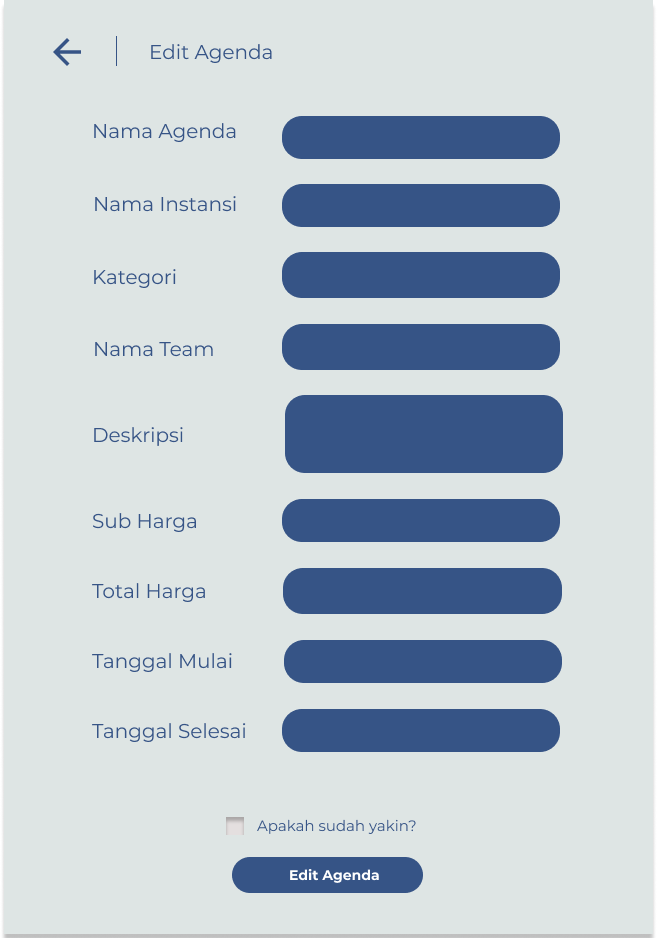 Edit Agenda
Nama Agenda
Nama Instansi
Kategori
Nama Team
Deskripsi
Sub Harga
Total Harga
Tanggal Mulai
Tanggal Selesai
Apakah sudah yakin?
Edit Agenda